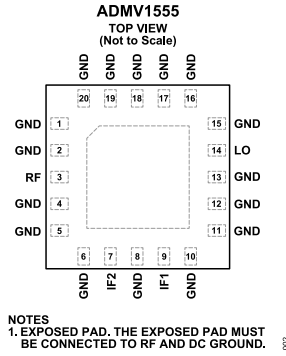 ADMV1555
TOP VIEW
(Not to Scale)
GND GND GND GND GND
20 19 18 17 16
GND 1 15 GND
GND 2 14 LO
RF 3 13 GND
GND 4 12 GND
GND 5 11 GND
6 7 8 9 10
GND IF2 GND IF1 GND
NOTES
1. EXPOSED PAD. THE EXPOSED PAD MUST
BE CONNECTED TO RF AND DC GROUND.
002